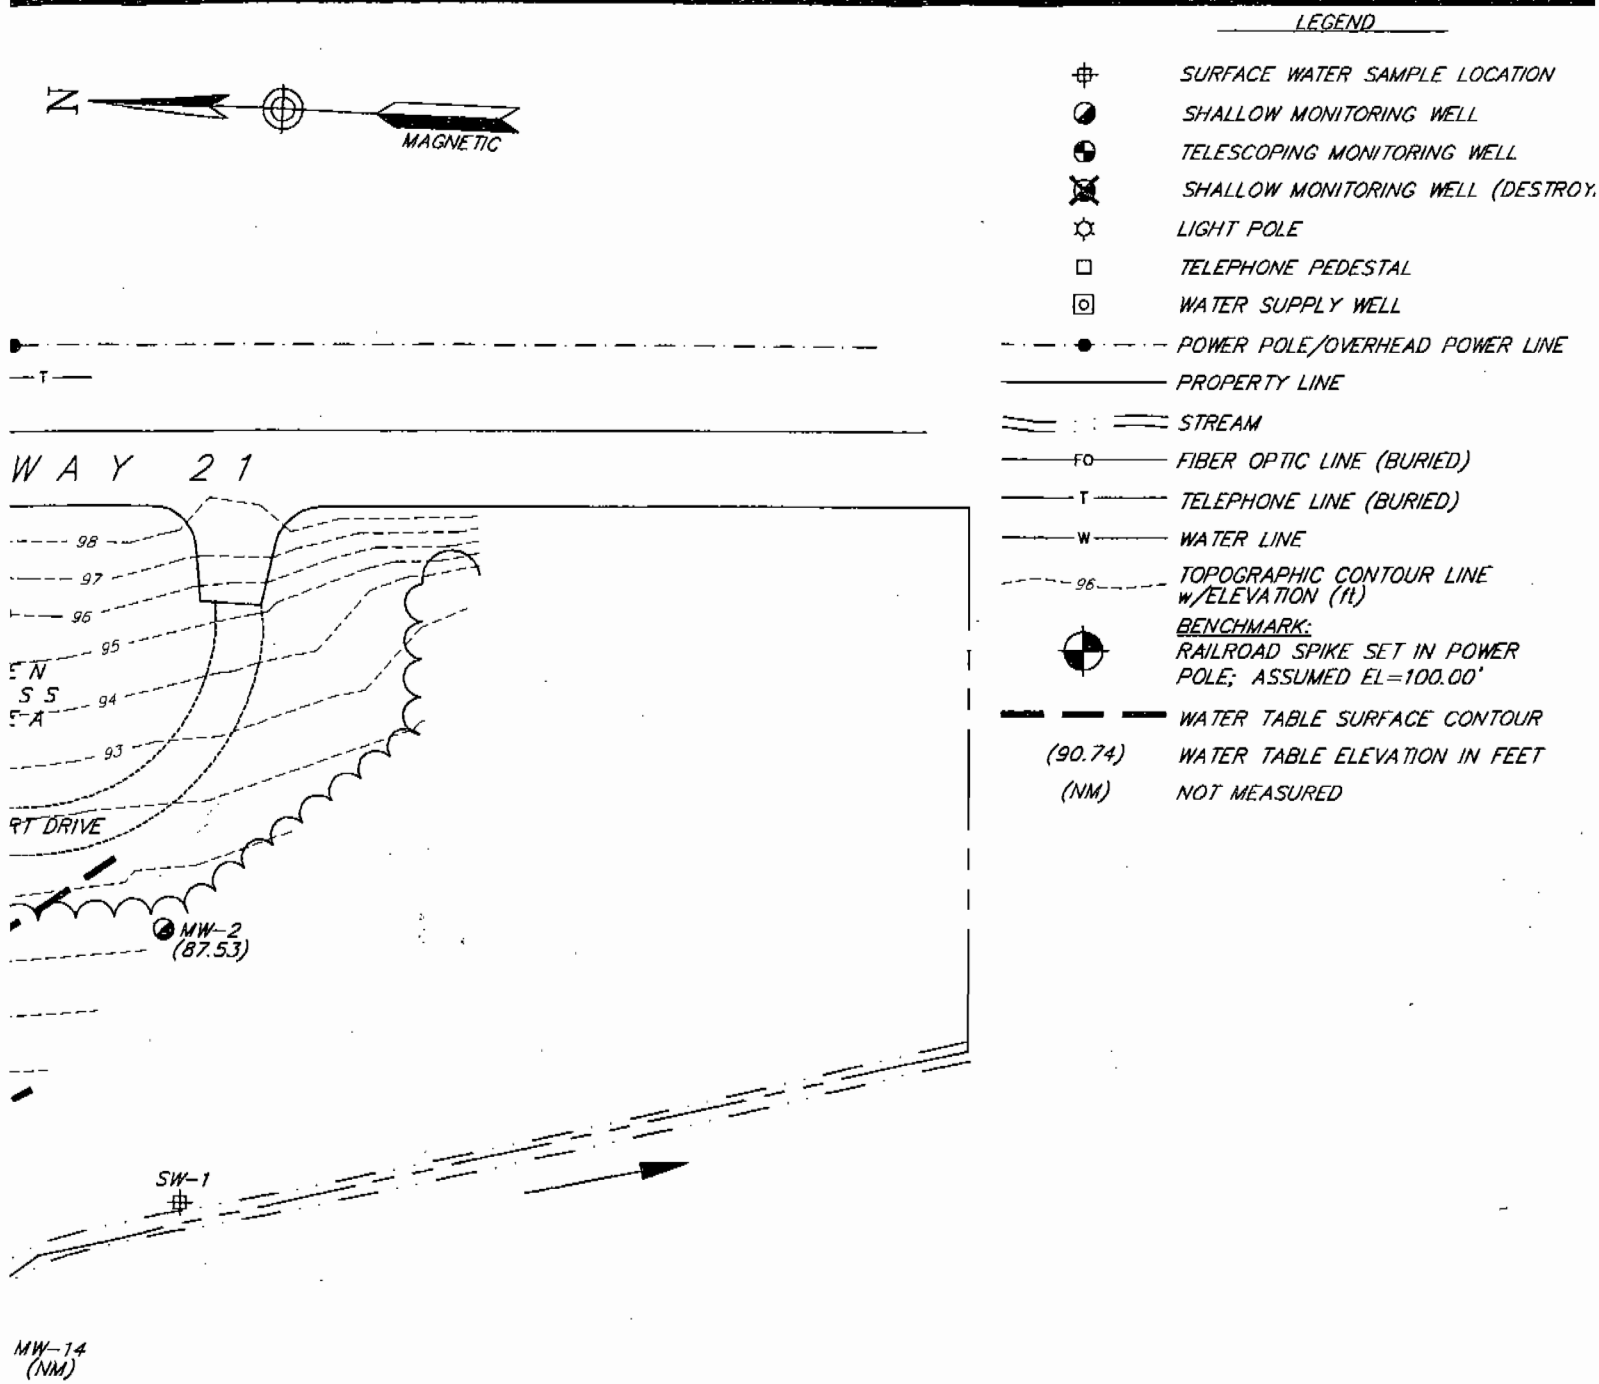 LEGEND
SURFACE WATER SAMPLE LOCATION
SHALLOW MONITORING WELL
TELESCOPING MONITORING WELL
SHALLOW MONITORING WELL (DESTROY
LIGHT POLE
TELEPHONE PEDESTAL
WATER SUPPLY WELL
POWER POLE/OVERHEAD POWER LINE
PROPERTY LINE
STREAM
FO FIBER OPTIC LINE (BURIED)
T TELEPHONE LINE (BURIED)
W WATER LINE
96 TOPOGRAPHIC CONTOUR LINE
w/ELEVATION (ft)
BENCHMARK:
RAILROAD SPIKE SET IN POWER
POLE; ASSUMED EL=100.00'
WATER TABLE SURFACE CONTOUR
(90.74) WATER TABLE ELEVATION IN FEET
(NM) NOT MEASURED
N
MAGNETIC
T
WAY 21
98
97
96
95
EN
SS
94
EA
93
RT DRIVE
MW-2
(87.53)
SW-1
MW-14
(NM)